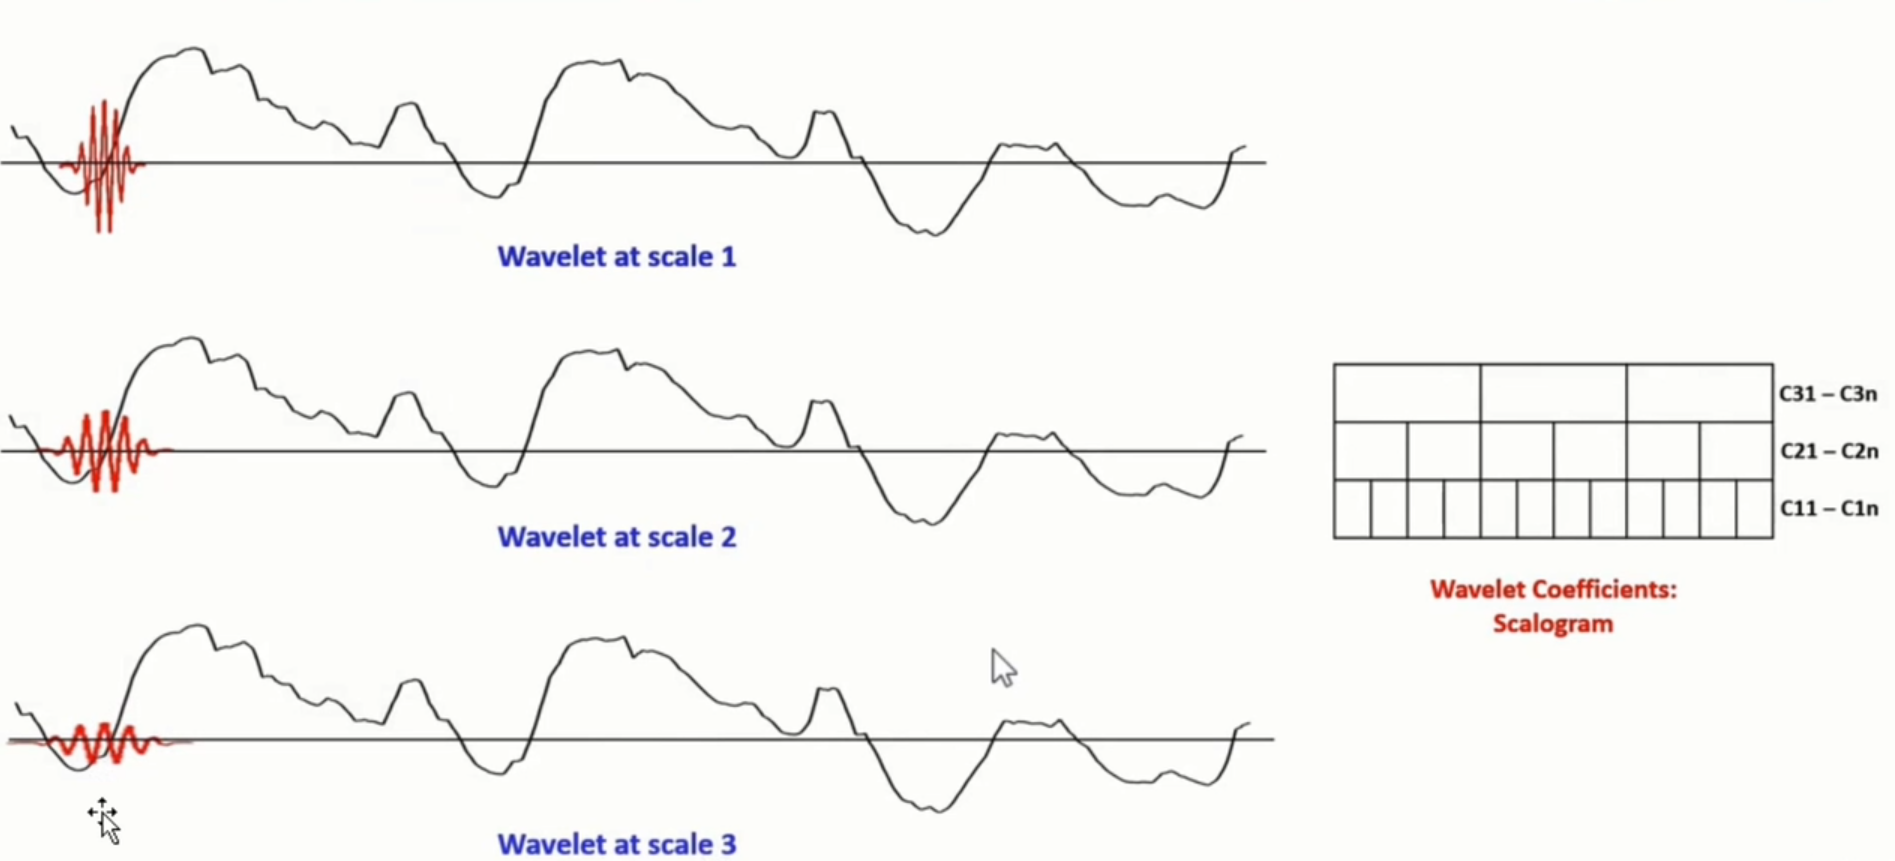 Wavelet at scale 1
Wavelet at scale 2
Wavelet at scale 3
C31 – C3n
C21 – C2n
C11 – C1n
Wavelet Coefficients:
Scalogram